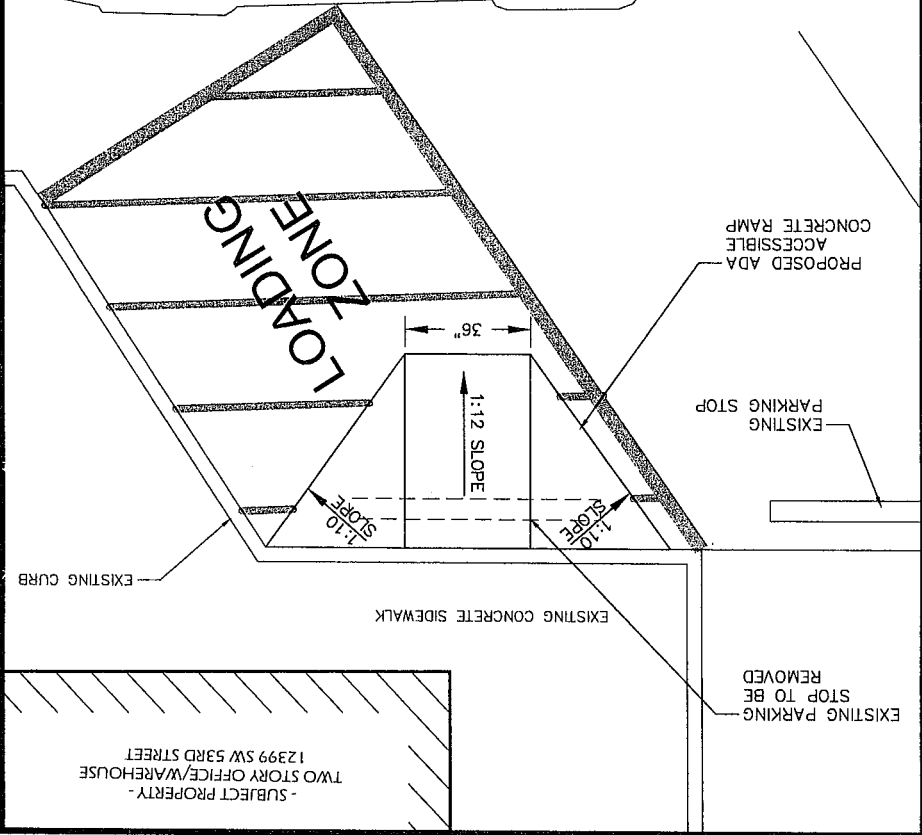 - SUBJECT PROPERTY -
TWO STORY OFFICE/WAREHOUSE
12399 SW 53RD STREET
EXISTING PARKING
STOP TO BE
REMOVED
EXISTING CONCRETE SIDEWALK
EXISTING CURB
1:10
SLOPE
1:10
SLOPE
1:12 SLOPE
EXISTING
PARKING STOP
36"
PROPOSED ADA
ACCESSIBLE
CONCRETE RAMP
LOADING
ZONE